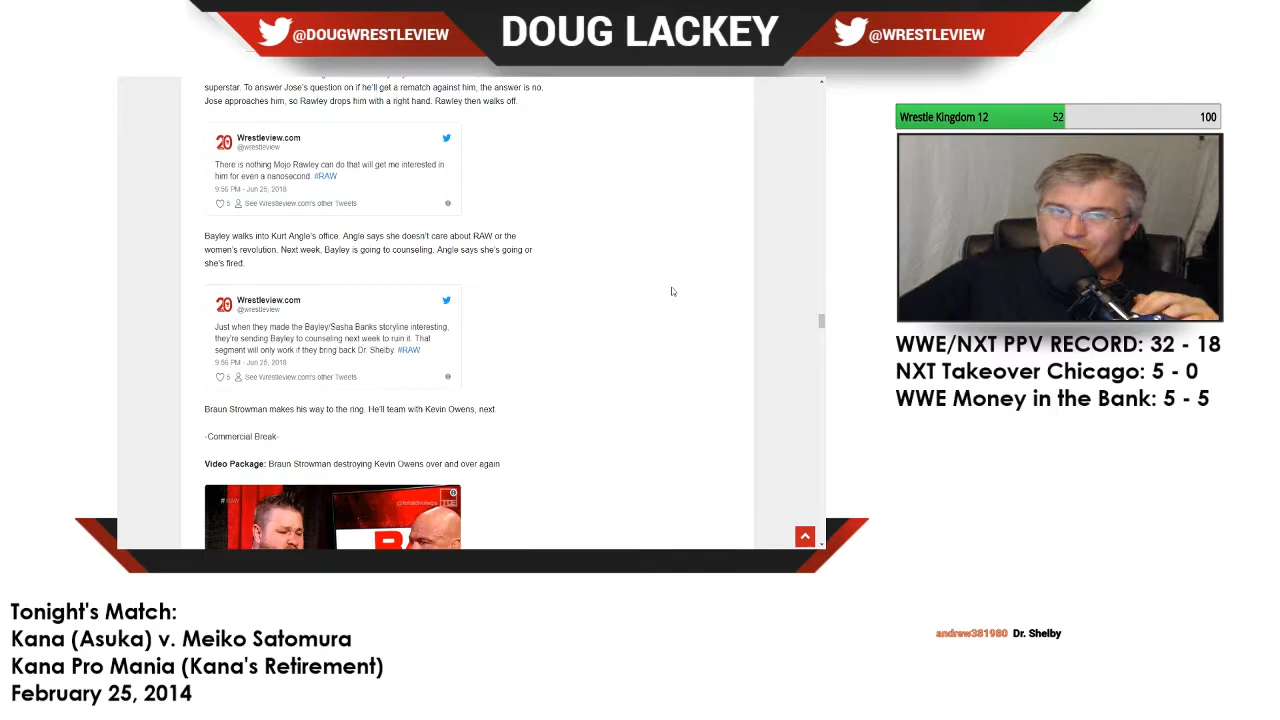 @DOUGWRESTLEVIEW
DOUG LACKEY
@WRESTLEVIEW
superstar. To answer Jose's question on if he'll get a rematch against him, the answer is no.
Jose approaches him, so Rawley drops him with a right hand. Rawley then walks off.
20
Wrestleview.com
@wrestleview
There is nothing Mojo Rawley can do that will get me interested in
him for even a nanosecond. #RAW
9:56 PM - Jun 25, 2018
5 See Wrestleview.com's other Tweets
Bayley walks into Kurt Angle's office. Angle says she doesn't care about RAW or the
women's revolution. Next week, Bayley is going to counseling. Angle says she's going or
she's fired.
20
Wrestleview.com
@wrestleview
Just when they made the Bayley/Sasha Banks storyline interesting,
they're sending Bayley to counseling next week to ruin it. That
segment will only work if they bring back Dr. Shelby. #RAW
9:56 PM - Jun 25, 2018
5 See Wrestleview.com's other Tweets
Braun Strowman makes his way to the ring. He'll team with Kevin Owens, next
-Commercial Break-
Video Package: Braun Strowman destroying Kevin Owens over and over again
#RAW
Wrestle Kingdom 12 52 100
WWE/NXT PPV RECORD: 32 - 18
NXT Takeover Chicago: 5 - 0
WWE Money in the Bank: 5 - 5
Tonight's Match:
Kana (Asuka) v. Meiko Satomura
Kana Pro Mania (Kana's Retirement)
February 25, 2014
andrew381980 Dr. Shelby